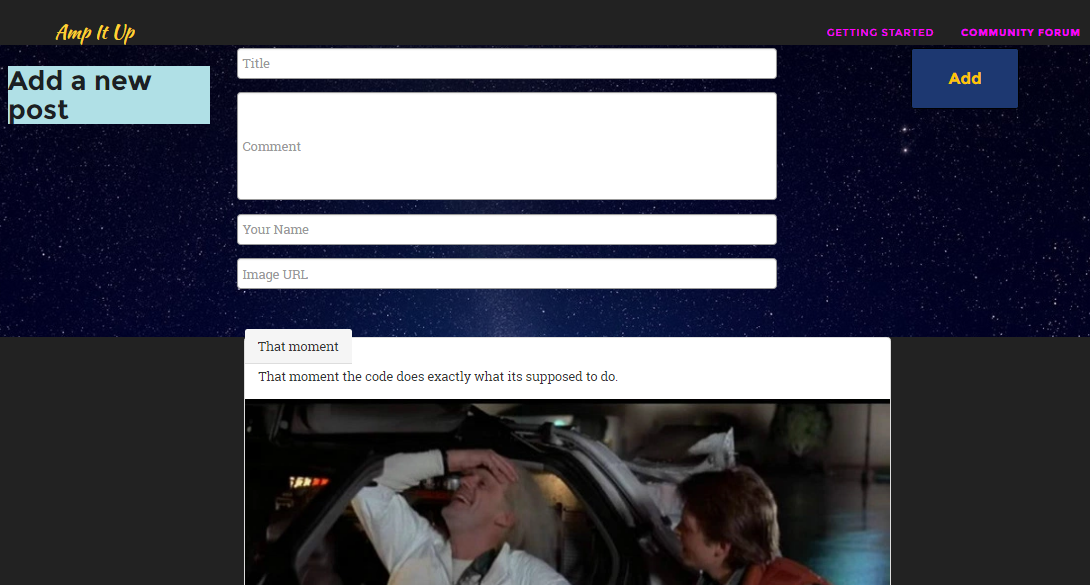 Amp It Up
GETTING STARTED
COMMUNITY FORUM
Add a new
post
Title
Comment
Your Name
Image URL
Add
That moment
That moment the code does exactly what its supposed to do.